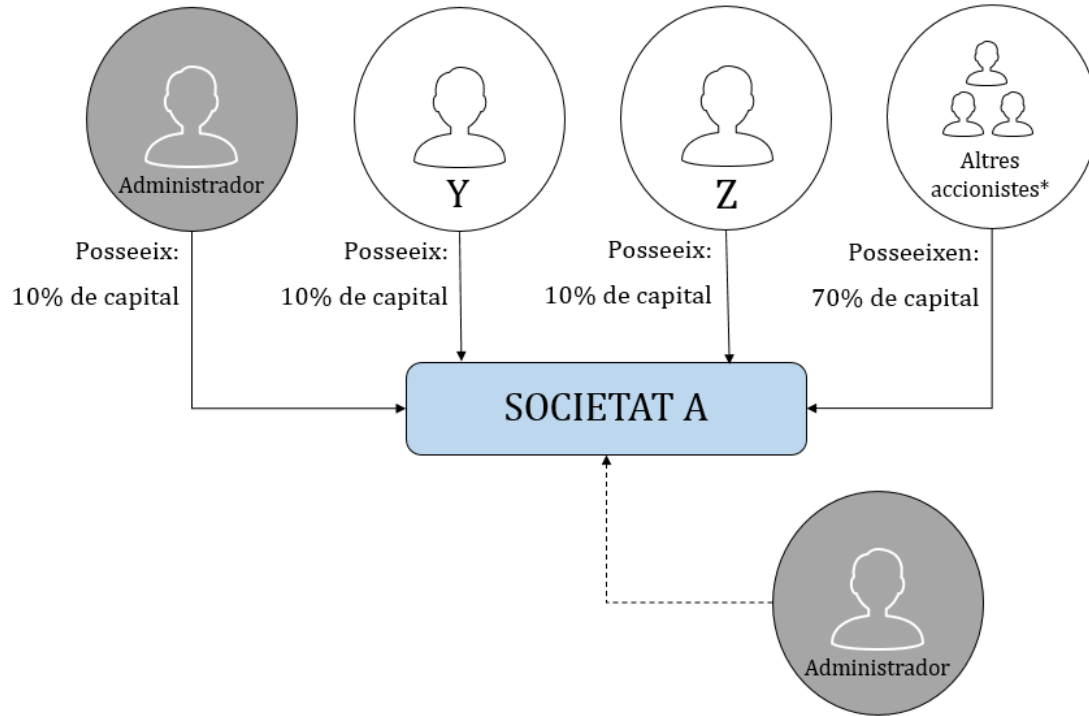 Administrador
Y
Z
Altres
accionistes*
Posseeix:
10% de capital
Posseeix:
10% de capital
Posseeix:
10% de capital
Posseeixen:
70% de capital
SOCIETAT A
Administrador